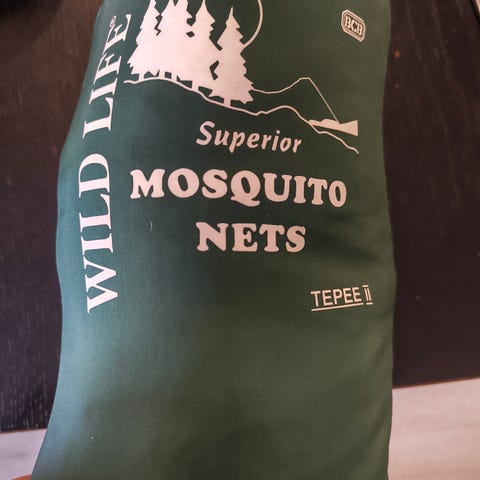 WILD LIFE®
BCB
Superior
MOSQUITO
NETS
TEPEE II